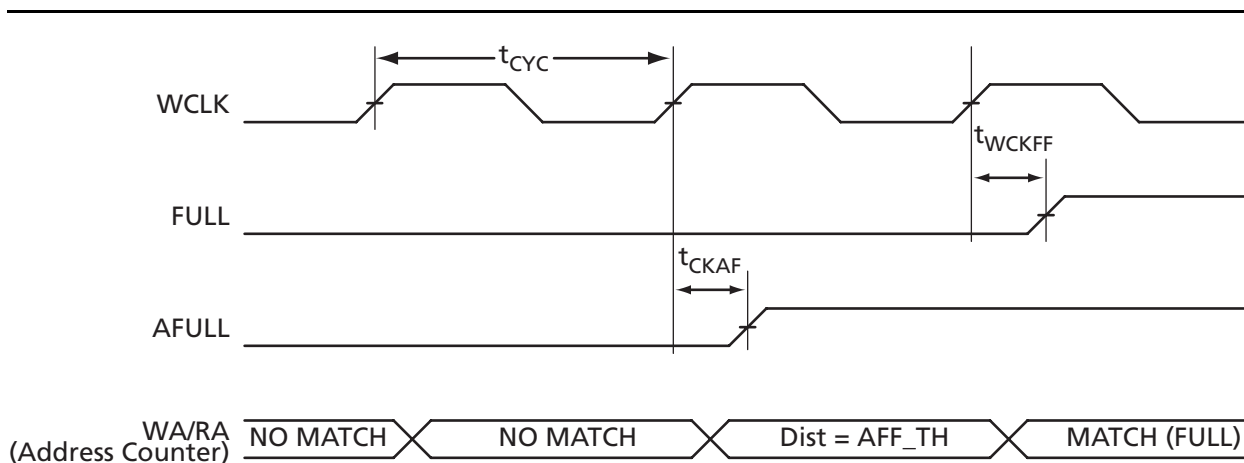 tCYC
WCLK
tWCKFF
FULL
tCKAF
AFULL
WA/RA
(Address Counter)
NO MATCH
NO MATCH
Dist = AFF_TH
MATCH (FULL)